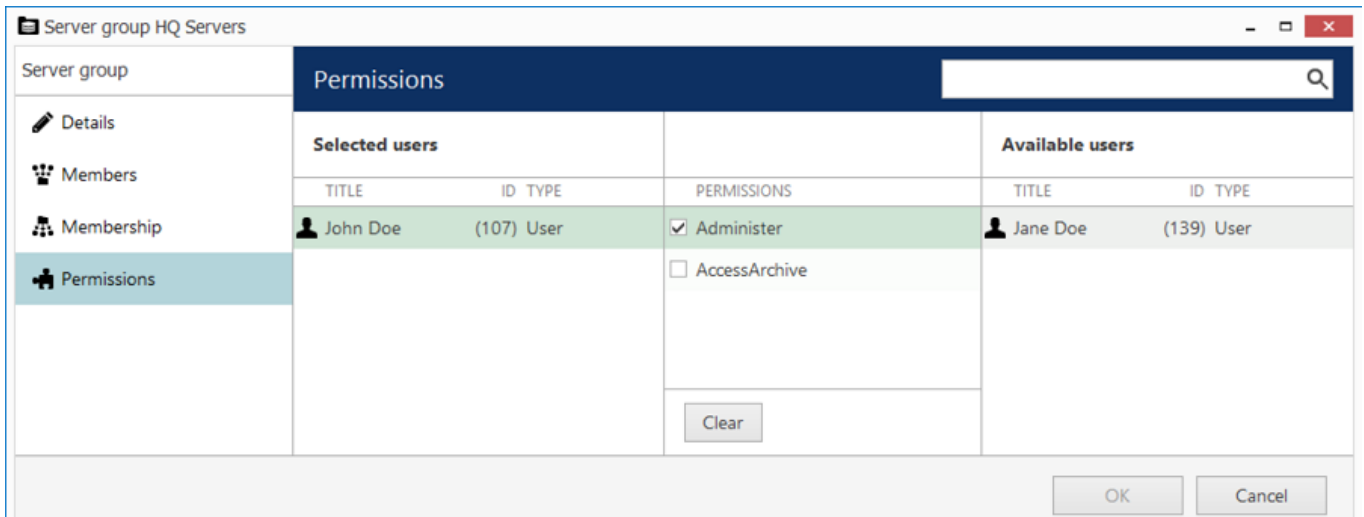 Server group HQ Servers
Server group
Permissions
Details
Members
Membership
Permissions
Selected users
Available users
TITLE ID TYPE PERMISSIONS TITLE ID TYPE
John Doe (107) User Administer Jane Doe (139) User
AccessArchive
Clear
OK Cancel